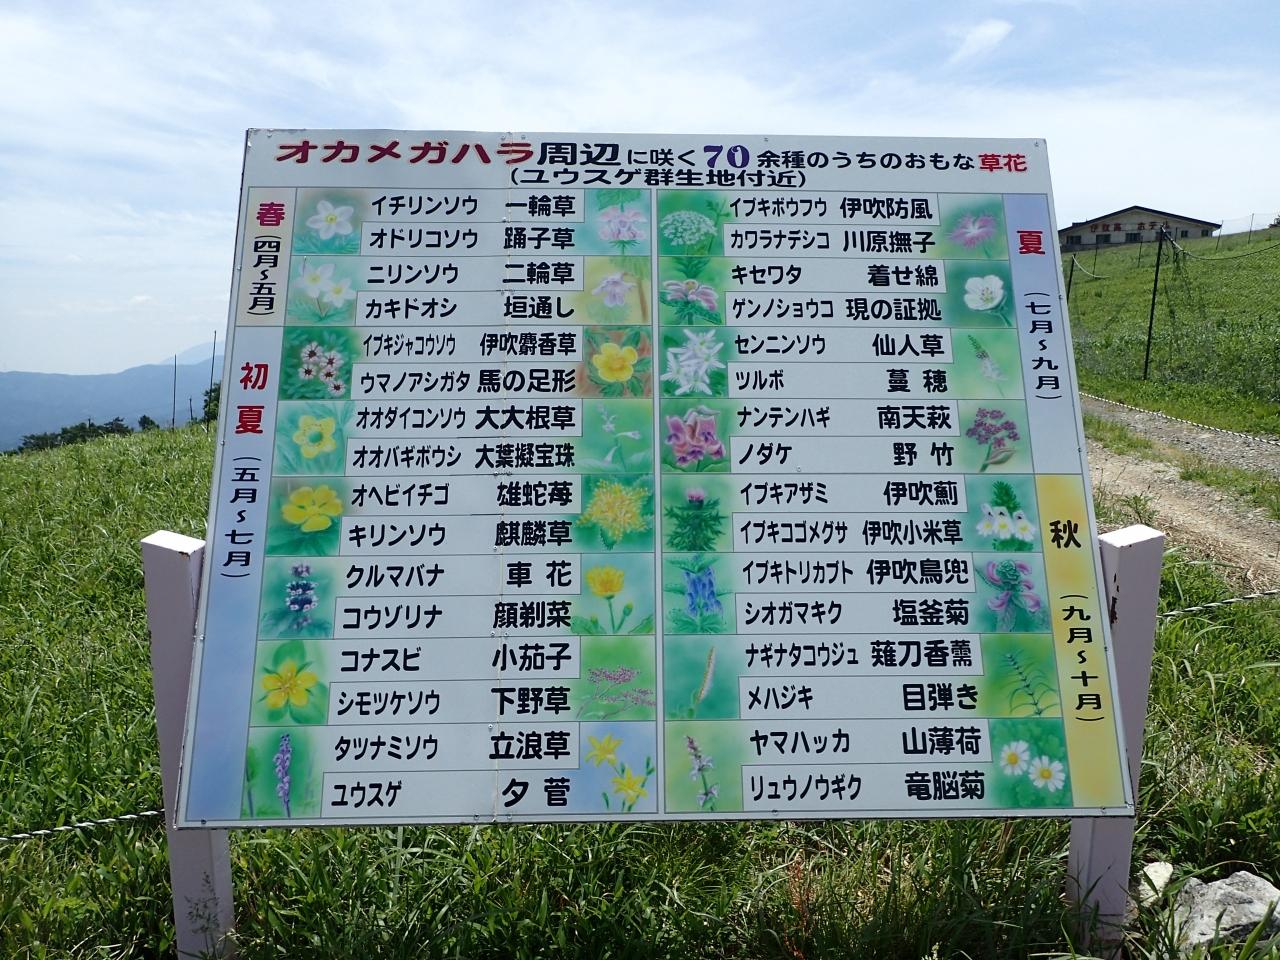 オカメガハラ周辺に咲く70余種のうちのおもな草花
(ユウスゲ群生地付近)
春(四月～五月)
イチリンソウ 一輪草
オドリコソウ 踊子草
ニリンソウ 二輪草
カキドオシ 垣通し
初夏(五月～七月)
イブキジャコウソウ 伊吹麝香草
ウマノアシガタ 馬の足形
オオダイコンソウ 大大根草
オオバギボウシ 大葉擬宝珠
オヘビイチゴ 雄蛇苺
キリンソウ 麒麟草
クルマバナ 車花
コウゾリナ 顔剃菜
コナスビ 小茄子
シモツケソウ 下野草
タツナミソウ 立浪草
ユウスゲ 夕菅
夏(七月～九月)
イブキボウフウ 伊吹防風
カワラナデシコ 川原撫子
キセワタ 着せ綿
ゲンノショウコ 現の証拠
センニンソウ 仙人草
ツルボ 蔓穂
ナンテンハギ 南天萩
ノダケ 野竹
秋(九月～十月)
イブキアザミ 伊吹薊
イブキコゴメグサ 伊吹小米草
イブキトリカブト 伊吹鳥兜
シオガマキク 塩釜菊
ナギナタコウジュ 薙刀香薷
メハジキ 目弾き
ヤマハッカ 山薄荷
リュウノウギク 竜脳菊
伊吹高 ホテル